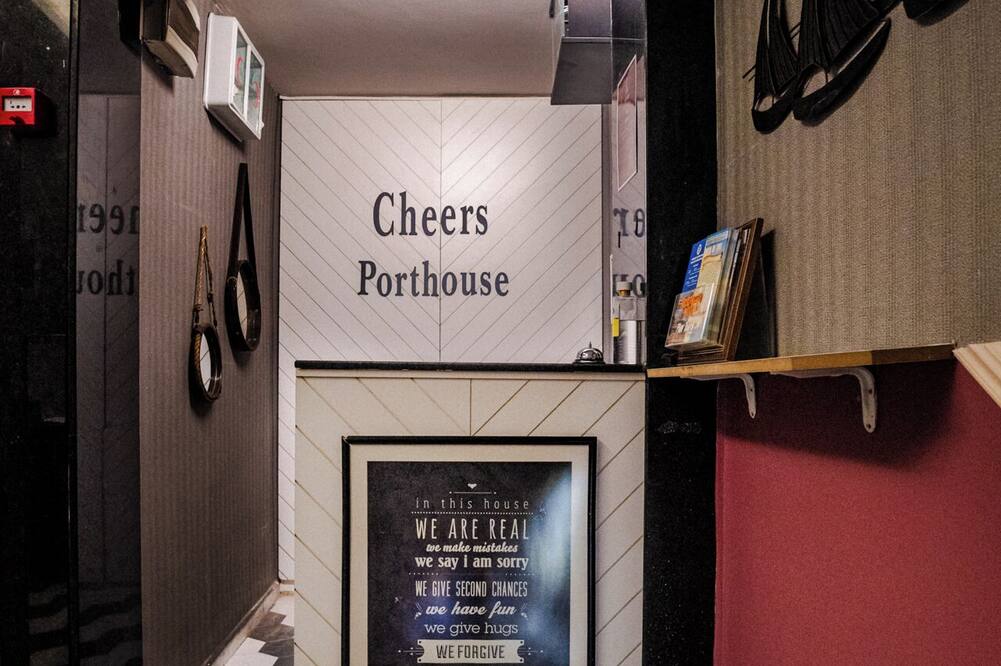 Cheers
Porthouse
in this house
WE ARE REAL
we make mistakes
we say i am sorry
WE GIVE SECOND CHANCES
we have fun
we give hugs
WE FORGIVE